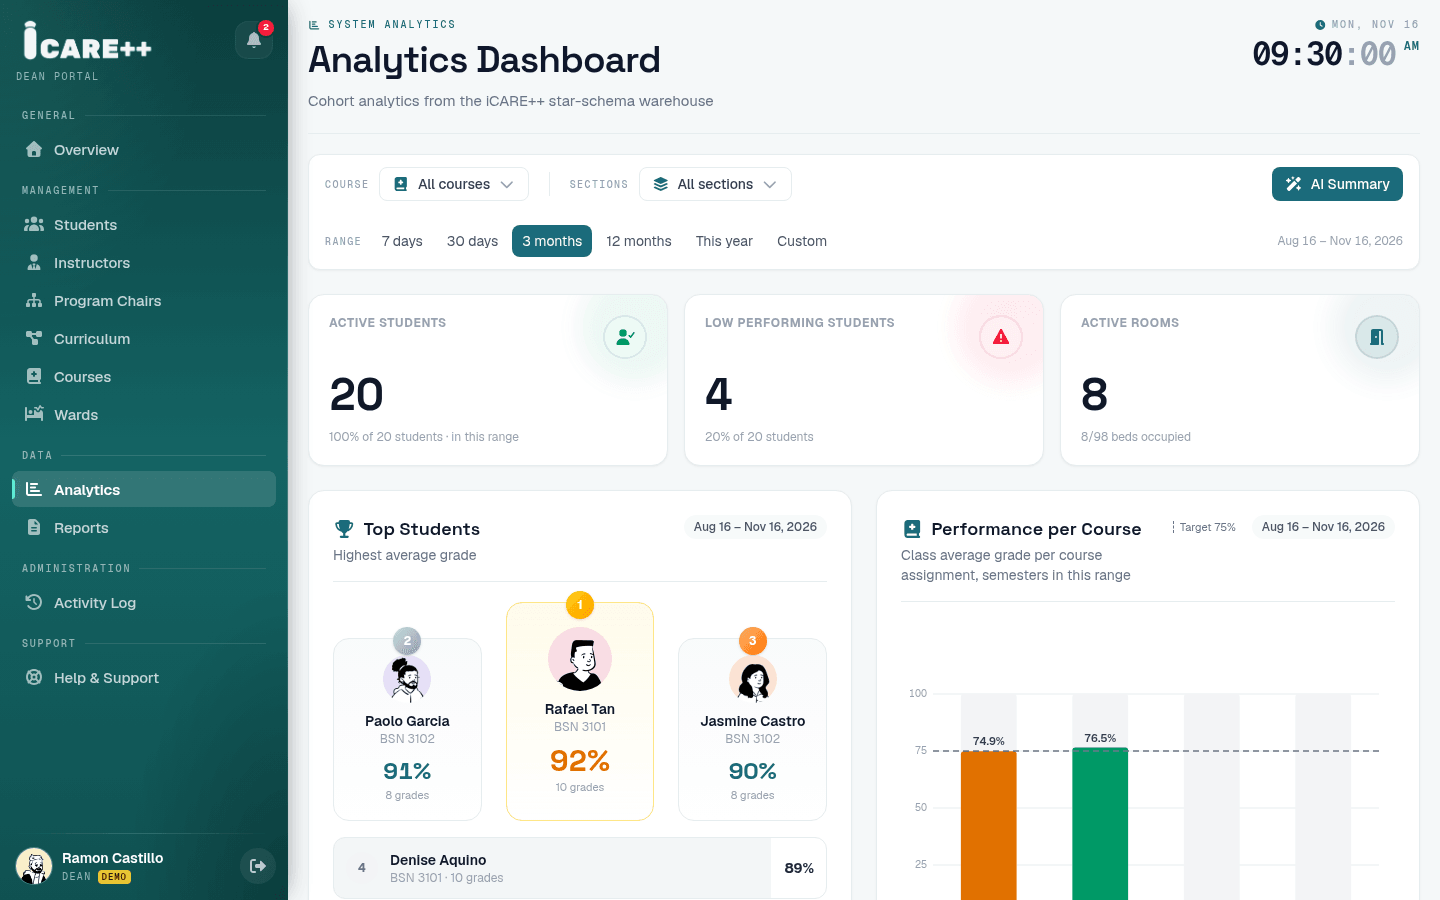 iCARE++
2
DEAN PORTAL
GENERAL
Overview
MANAGEMENT
Students
Instructors
Program Chairs
Curriculum
Courses
Wards
DATA
Analytics
Reports
ADMINISTRATION
Activity Log
SUPPORT
Help & Support
Ramon Castillo
DEAN DEMO
SYSTEM ANALYTICS
Analytics Dashboard
Cohort analytics from the iCARE++ star-schema warehouse
MON, NOV 16
09:30:00 AM
COURSE All courses SECTIONS All sections AI Summary
RANGE 7 days 30 days 3 months 12 months This year Custom Aug 16 – Nov 16, 2026
ACTIVE STUDENTS
20
100% of 20 students · in this range
LOW PERFORMING STUDENTS
4
20% of 20 students
ACTIVE ROOMS
8
8/98 beds occupied
Top Students Aug 16 – Nov 16, 2026
Highest average grade
2
Paolo Garcia
BSN 3102
91%
8 grades
1
Rafael Tan
BSN 3101
92%
10 grades
3
Jasmine Castro
BSN 3102
90%
8 grades
4 Denise Aquino 89%
BSN 3101 · 10 grades
Performance per Course Target 75% Aug 16 – Nov 16, 2026
Class average grade per course
assignment, semesters in this range
100
74.9% 76.5%
75
50
25